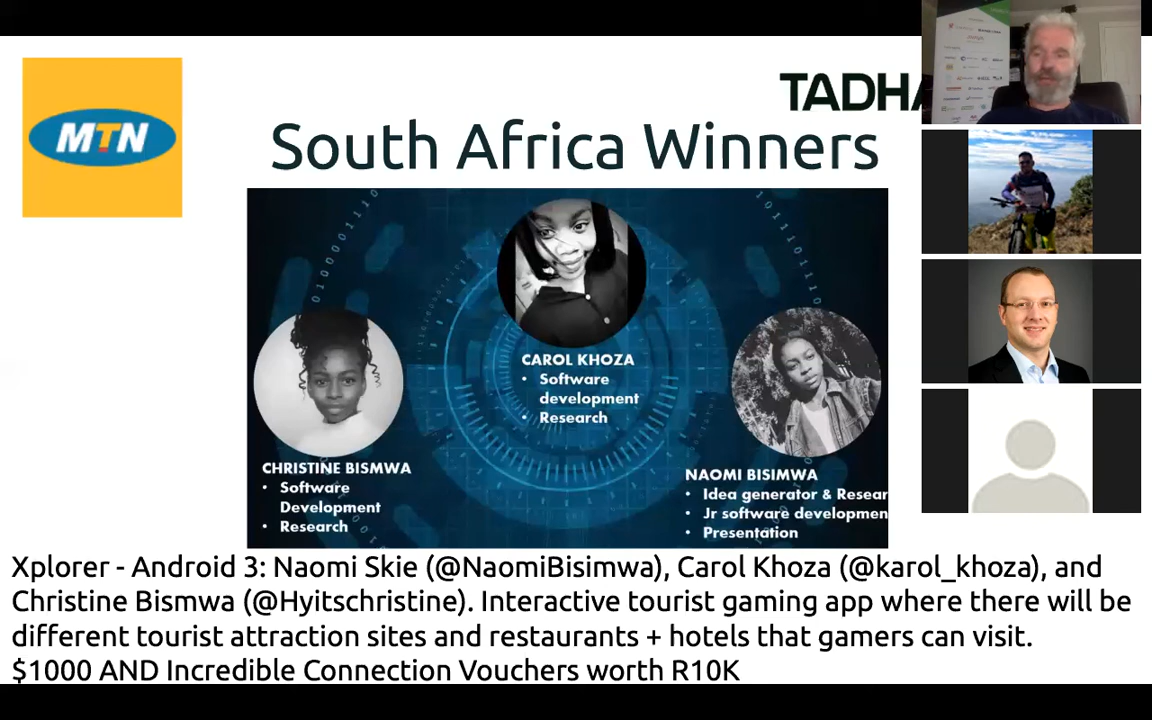 MTN
TADHA
South Africa Winners
CAROL KHOZA
• Software
development
• Research
CHRISTINE BISMWA
• Software
Development
• Research
NAOMI BISIMWA
• Idea generator & Resear
• Jr software developmen
• Presentation
Xplorer - Android 3: Naomi Skie (@NaomiBisimwa), Carol Khoza (@karol_khoza), and
Christine Bismwa (@Hyitschristine). Interactive tourist gaming app where there will be
different tourist attraction sites and restaurants + hotels that gamers can visit.
$1000 AND Incredible Connection Vouchers worth R10K